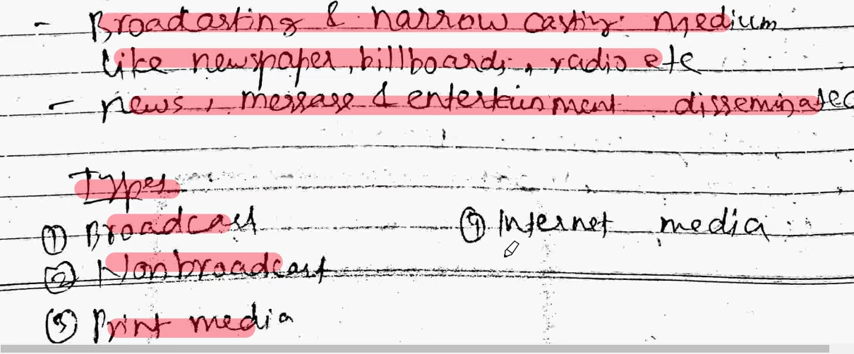 - Broadcasting & narrow casting medium
like newspaper, billboards, radio etc
- news, message & entertainment disseminated
Types
① Broadcast
② Nonbroadcast
③ Print media
④ Internet media